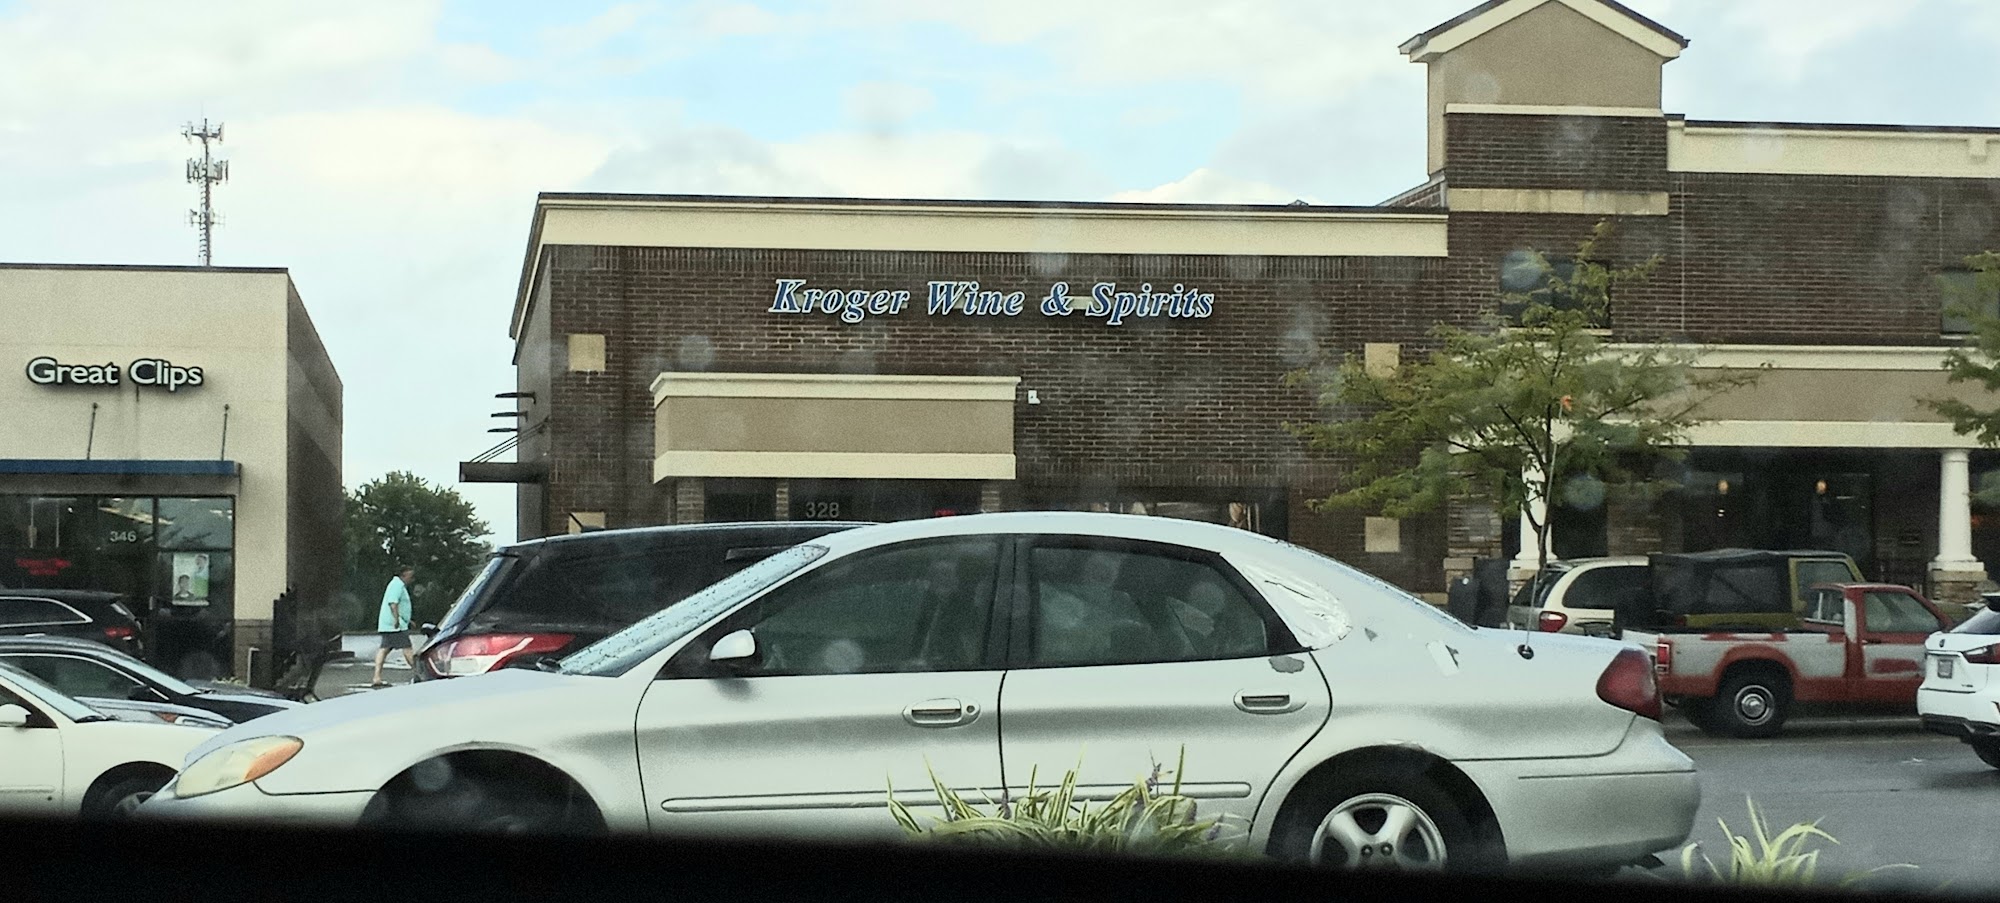 Kroger Wine & Spirits
Great Clips
328
346